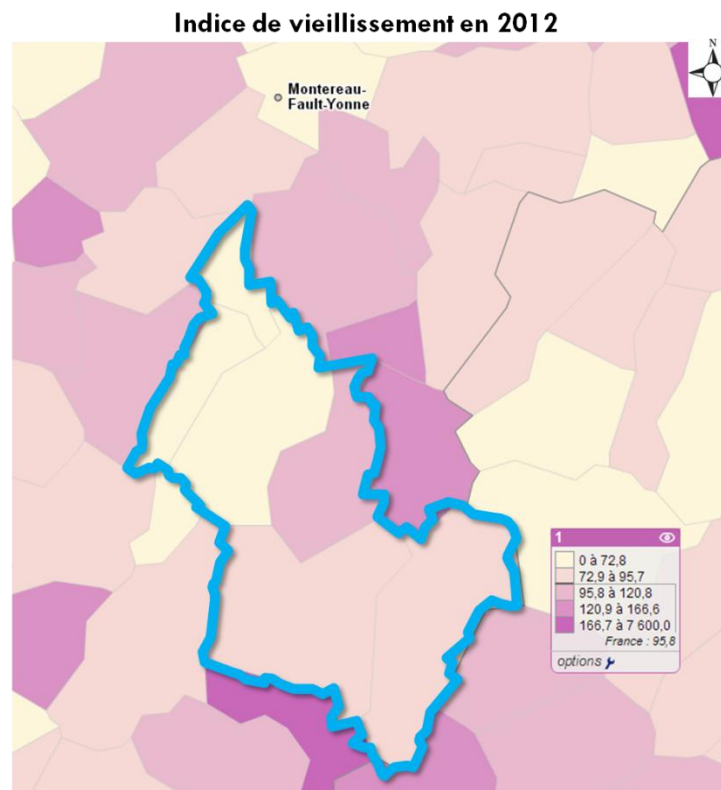 Indice de vieillissement en 2012
N
Montereau-
Fault-Yonne
1
0 à 72,8
72,9 à 95,7
95,8 à 120,8
120,9 à 166,6
166,7 à 7 600,0
France : 95,8
options